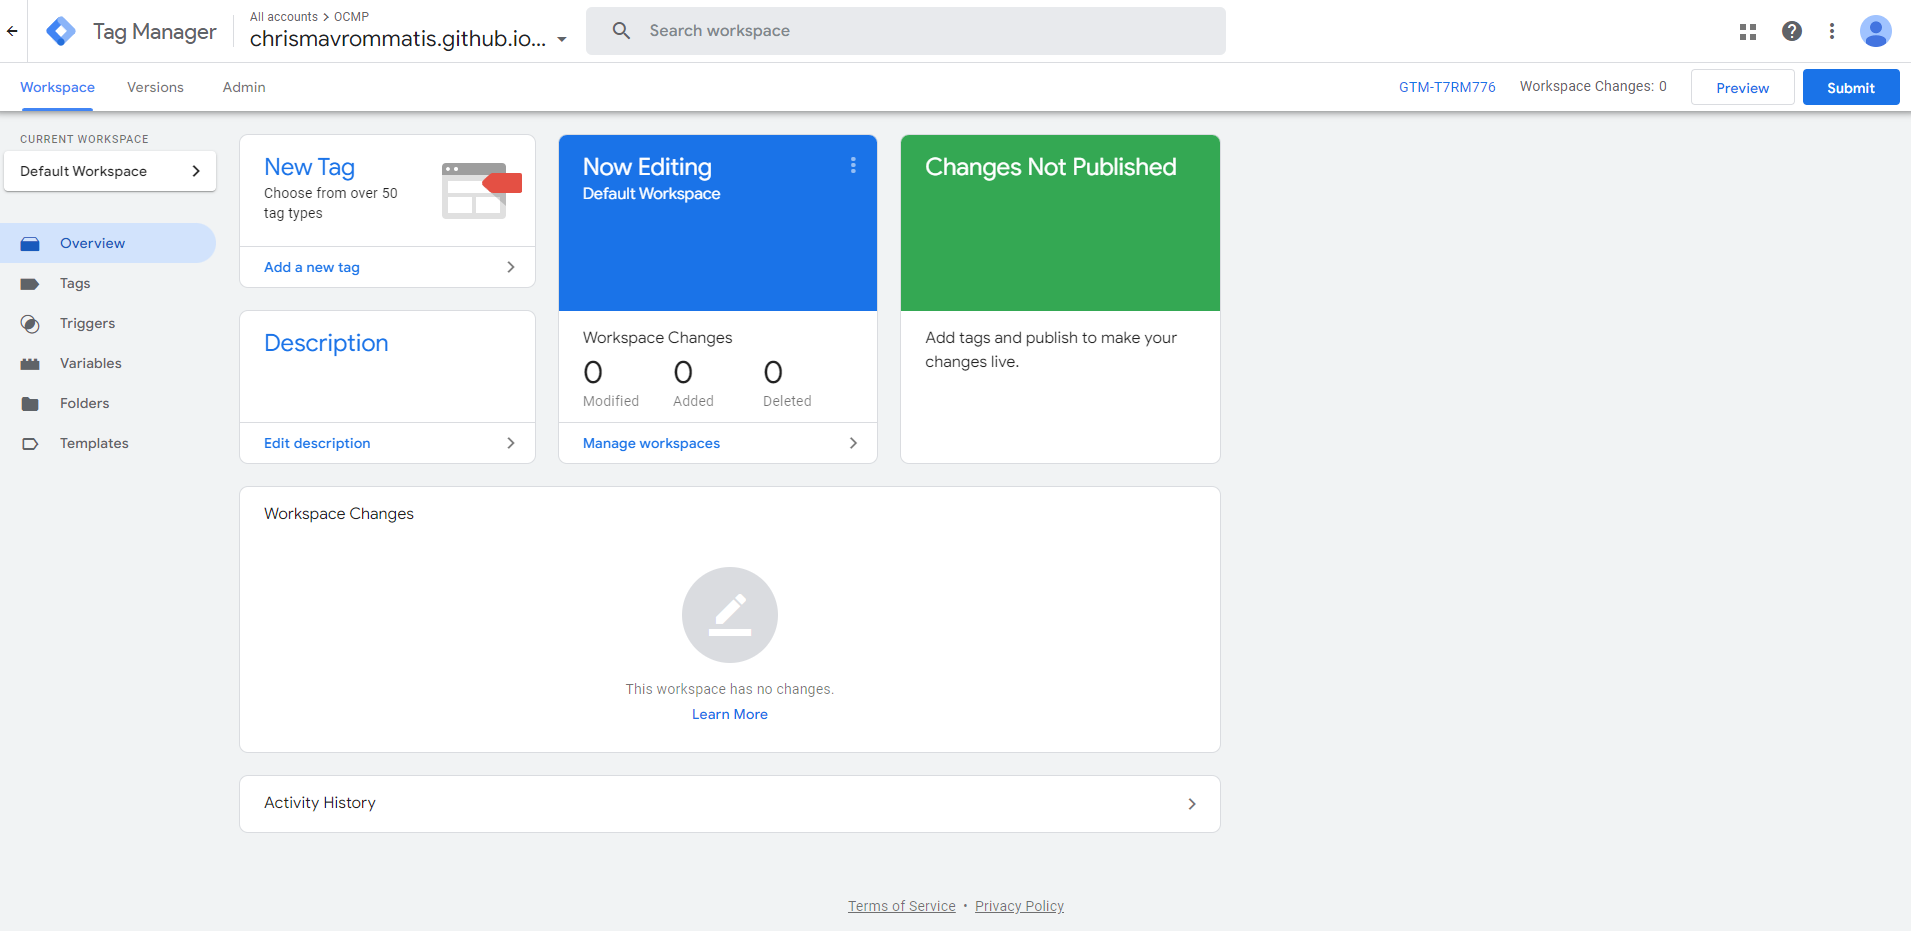 All accounts > OCMP
Tag Manager
chrismavrommatis.github.io...
Search workspace
Workspace
Versions
Admin
GTM-T7RM776
Workspace Changes: 0
Preview
Submit
CURRENT WORKSPACE
Default Workspace
Overview
Tags
Triggers
Variables
Folders
Templates
New Tag
Choose from over 50
tag types
Add a new tag
Description
Edit description
Now Editing
Default Workspace
Workspace Changes
0 0 0
Modified Added Deleted
Manage workspaces
Changes Not Published
Add tags and publish to make your
changes live.
Workspace Changes
This workspace has no changes.
Learn More
Activity History
Terms of Service • Privacy Policy